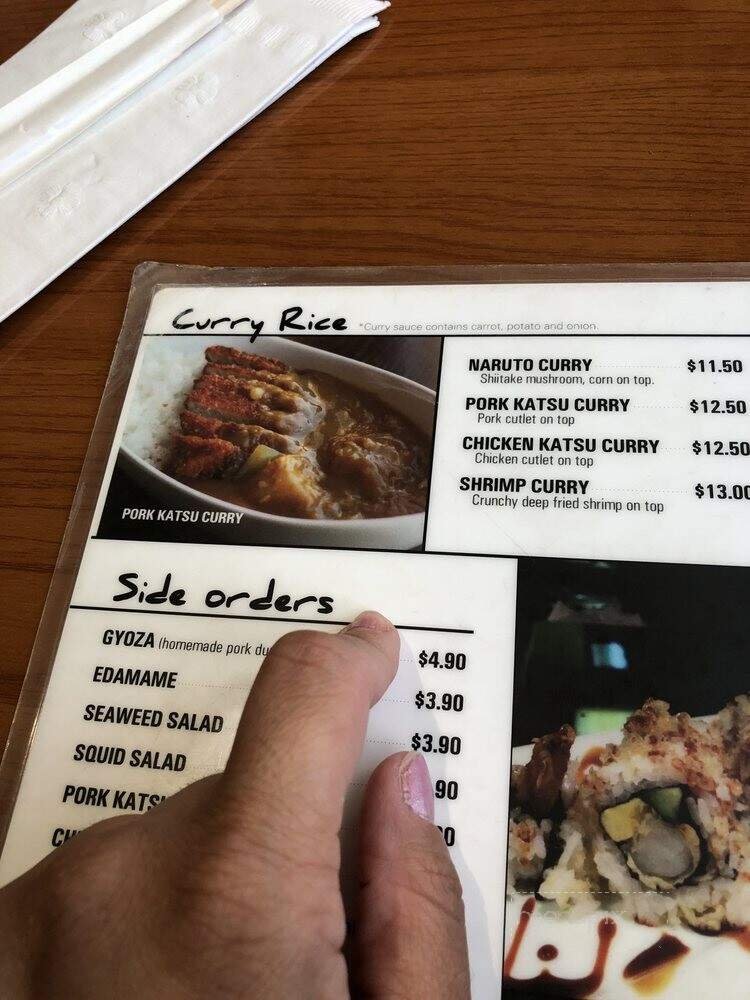 Curry Rice *Curry sauce contains carrot, potato and onion.
NARUTO CURRY $11.50
Shiitake mushroom, corn on top.
PORK KATSU CURRY $12.50
Pork cutlet on top
CHICKEN KATSU CURRY $12.50
Chicken cutlet on top
SHRIMP CURRY $13.00
Crunchy deep fried shrimp on top
PORK KATSU CURRY
Side orders
GYOZA (homemade pork $4.90
EDAMAME $3.90
SEAWEED SALAD $3.90
SQUID SALAD 90
PORK